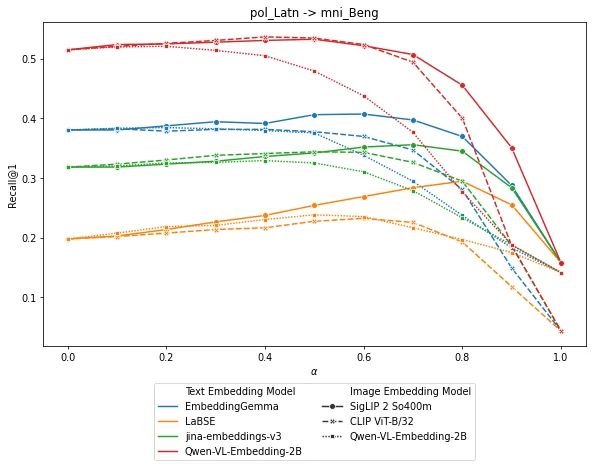 pol_Latn -> mni_Beng
Recall@1
0.5
0.4
0.3
0.2
0.1
0.0
0.2
0.4
0.6
0.8
1.0
α
Text Embedding Model
EmbeddingGemma
LaBSE
jina-embeddings-v3
Qwen-VL-Embedding-2B
Image Embedding Model
SigLIP 2 So400m
CLIP ViT-B/32
Qwen-VL-Embedding-2B